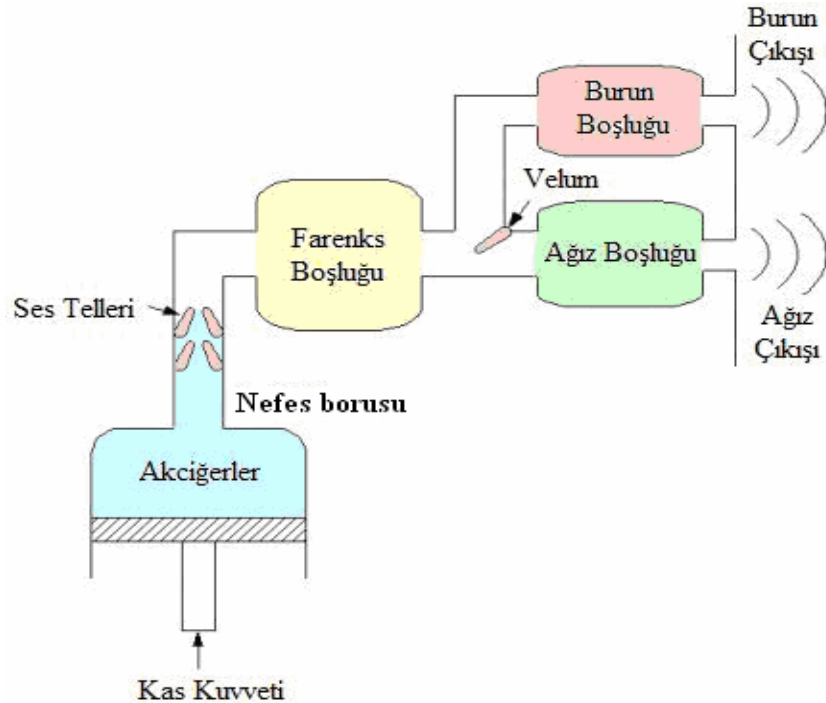 Burun
Çıkışı
Burun
Boşluğu
Velum
Farenks
Boşluğu
Ağız Boşluğu
Ses Telleri
Ağız
Çıkışı
Nefes borusu
Akciğerler
Kas Kuvveti